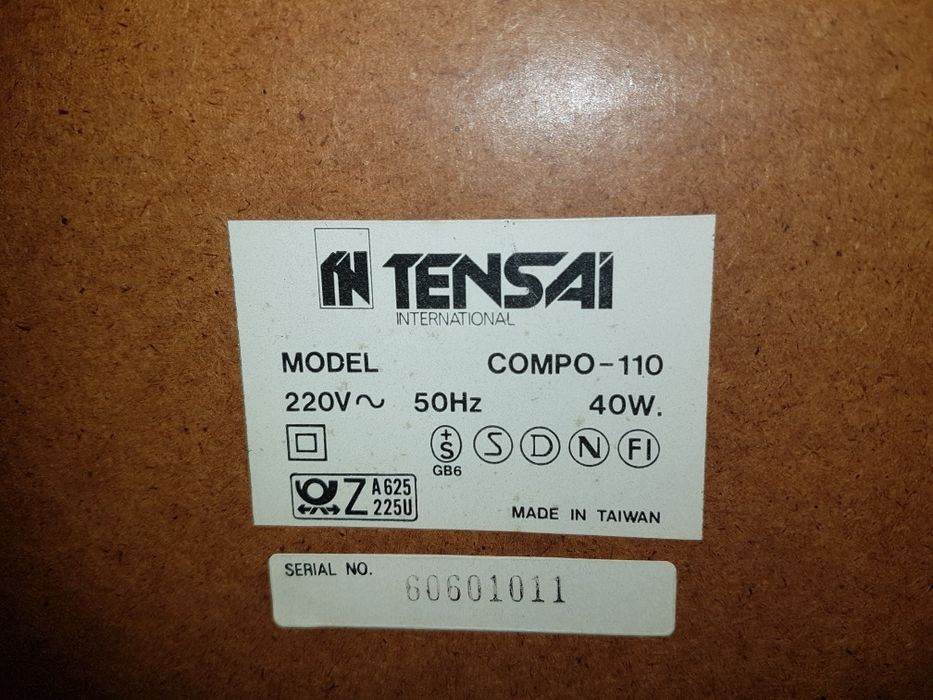 TENSAI
INTERNATIONAL
MODEL COMPO-110
220V~ 50Hz 40W.
+S S D N FI
GB6
Z A625
225U
MADE IN TAIWAN
SERIAL NO. 60601011